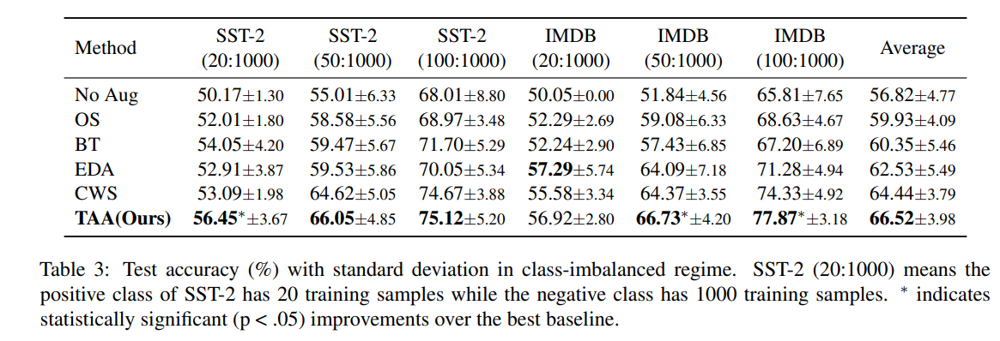 Method SST-2 (20:1000) SST-2 (50:1000) SST-2 (100:1000) IMDB (20:1000) IMDB (50:1000) IMDB (100:1000) Average
No Aug 50.17±1.30 55.01±6.33 68.01±8.80 50.05±0.00 51.84±4.56 65.81±7.65 56.82±4.77
OS 52.01±1.80 58.58±5.56 68.97±3.48 52.29±2.69 59.08±6.33 68.63±4.67 59.93±4.09
BT 54.05±4.20 59.47±5.67 71.70±5.29 52.24±2.90 57.43±6.85 67.20±6.89 60.35±5.46
EDA 52.91±3.87 59.53±5.86 70.05±5.34 57.29±5.74 64.09±7.18 71.28±4.94 62.53±5.49
CWS 53.09±1.98 64.62±5.05 74.67±3.88 55.58±3.34 64.37±3.55 74.33±4.92 64.44±3.79
TAA(Ours) 56.45*±3.67 66.05±4.85 75.12±5.20 56.92±2.80 66.73*±4.20 77.87*±3.18 66.52±3.98
Table 3: Test accuracy (%) with standard deviation in class-imbalanced regime. SST-2 (20:1000) means the
positive class of SST-2 has 20 training samples while the negative class has 1000 training samples. * indicates
statistically significant (p < .05) improvements over the best baseline.